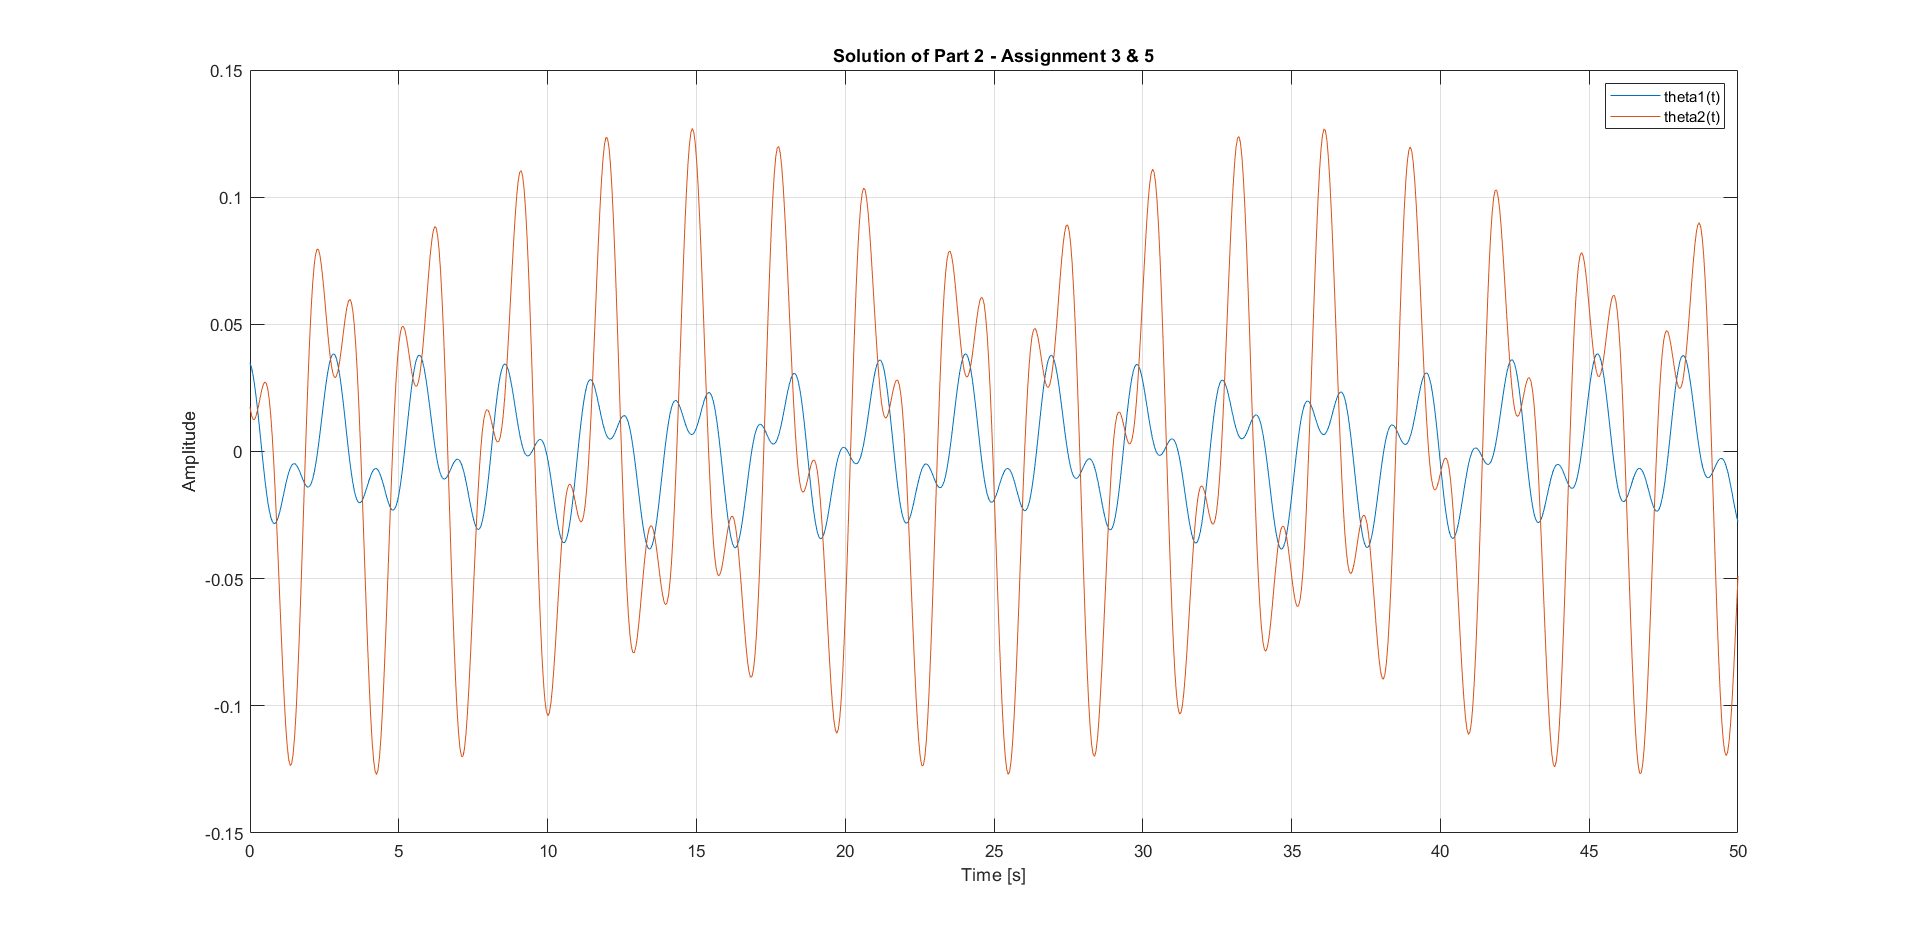 Solution of Part 2 - Assignment 3 & 5
0.15
0.1
0.05
0
-0.05
-0.1
-0.15
Amplitude
theta1(t)
theta2(t)
0 5 10 15 20 25 30 35 40 45 50
Time [s]